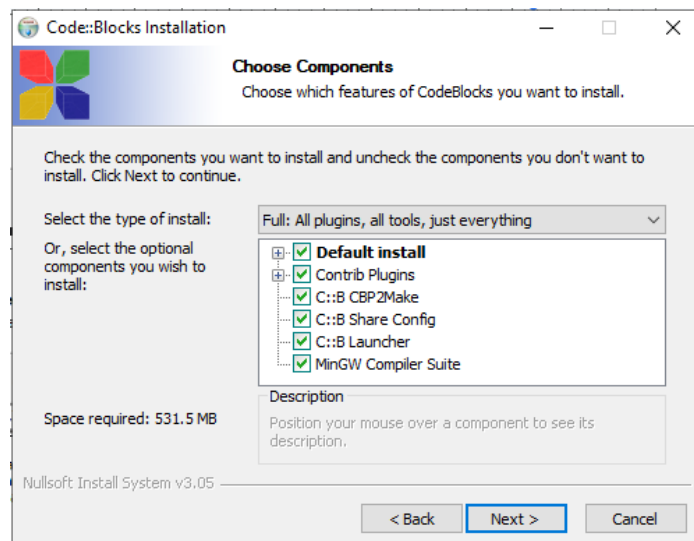 Code::Blocks Installation
Choose Components
Choose which features of CodeBlocks you want to install.
Check the components you want to install and uncheck the components you don't want to
install. Click Next to continue.
Select the type of install:
Full: All plugins, all tools, just everything
Or, select the optional
components you wish to
install:
Default install
Contrib Plugins
C::B CBP2Make
C::B Share Config
C::B Launcher
MinGW Compiler Suite
Space required: 531.5 MB
Description
Position your mouse over a component to see its
description.
Nullsoft Install System v3.05
< Back
Next >
Cancel